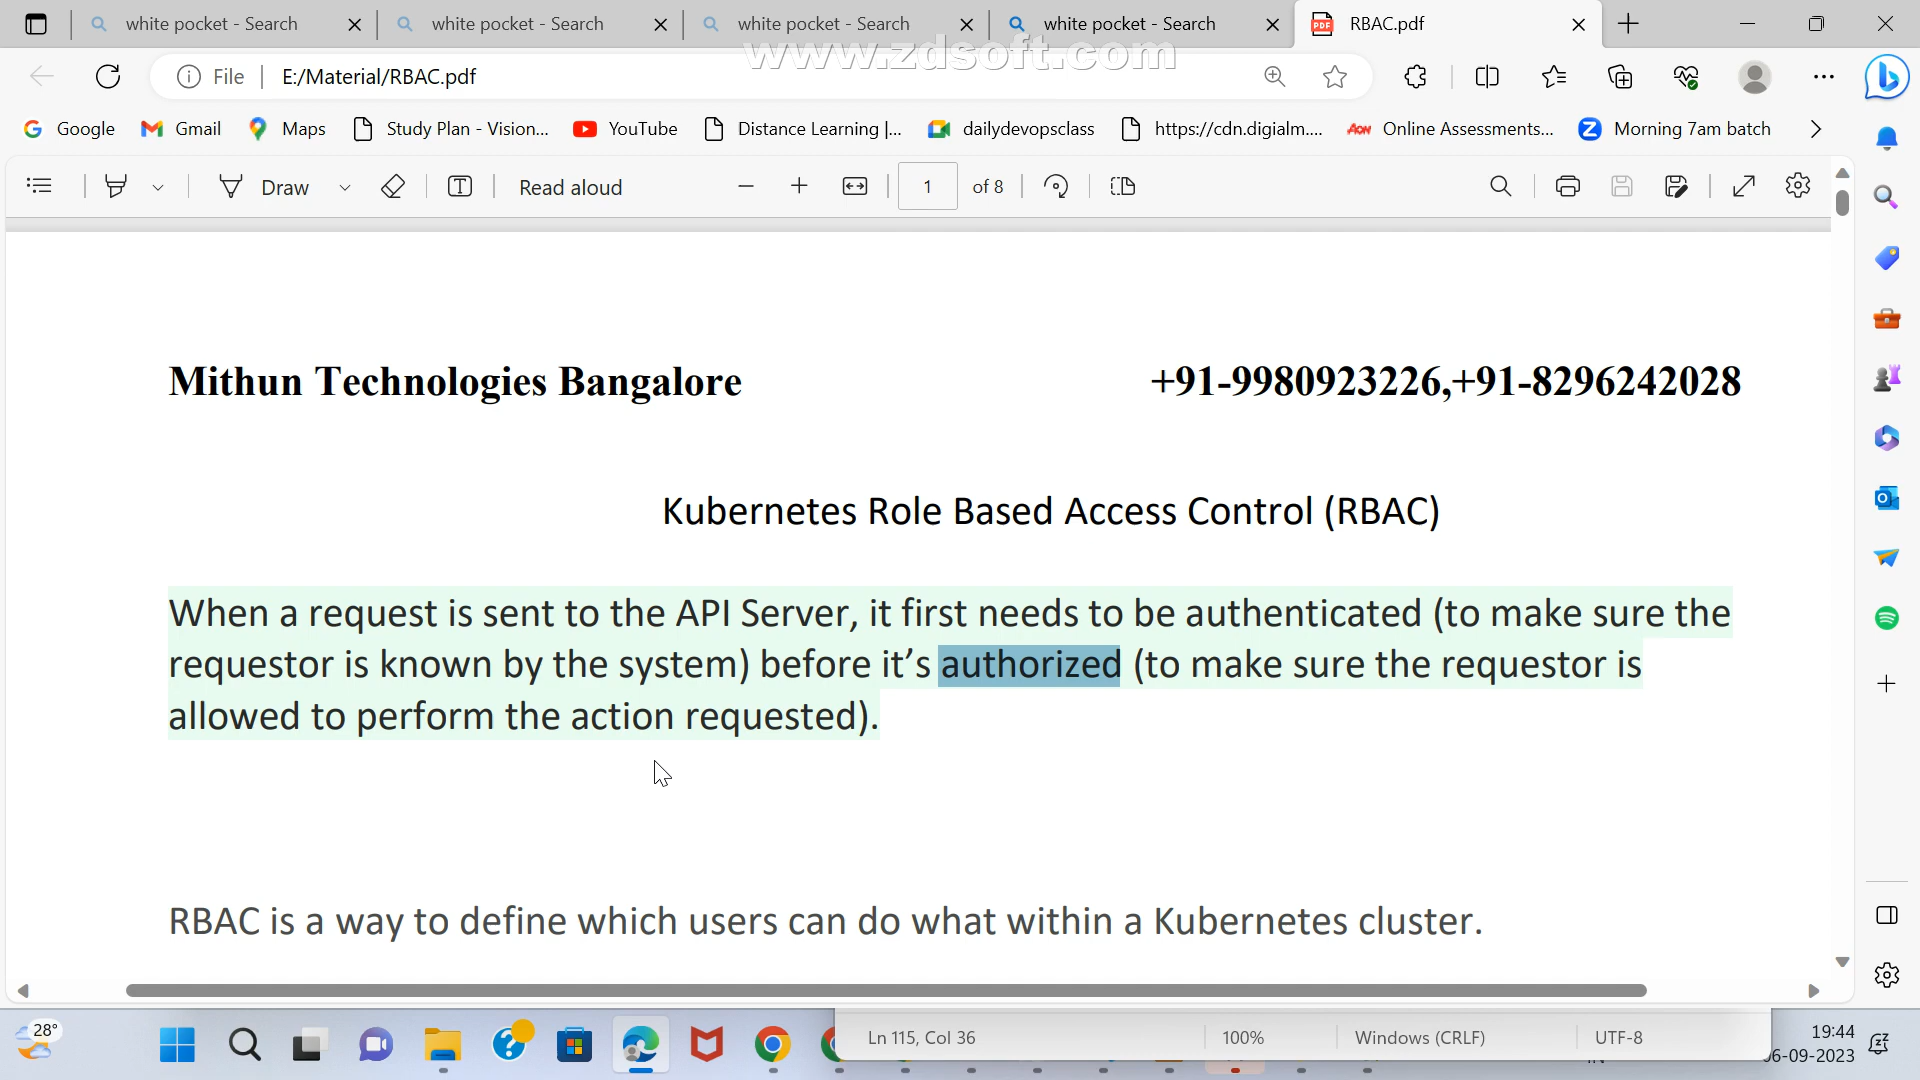 white pocket - Search
white pocket - Search
white pocket - Search
white pocket - Search
RBAC.pdf
www.zdsoft.com
File
E:/Material/RBAC.pdf
Google
Gmail
Maps
Study Plan - Vision...
YouTube
Distance Learning |...
dailydevopsclass
https://cdn.digialm....
Online Assessments...
Morning 7am batch
Draw
Read aloud
1
of 8
Mithun Technologies Bangalore
+91-9980923226,+91-8296242028
Kubernetes Role Based Access Control (RBAC)
When a request is sent to the API Server, it first needs to be authenticated (to make sure the
requestor is known by the system) before it’s authorized (to make sure the requestor is
allowed to perform the action requested).
RBAC is a way to define which users can do what within a Kubernetes cluster.
28°
Ln 115, Col 36
100%
Windows (CRLF)
UTF-8
19:44
06-09-2023